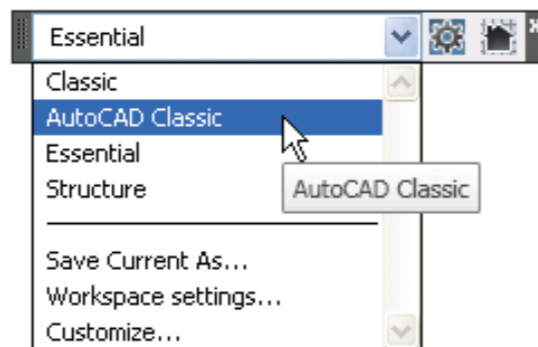 Essential
Classic
AutoCAD Classic
Essential
Structure
AutoCAD Classic
Save Current As...
Workspace settings...
Customize...